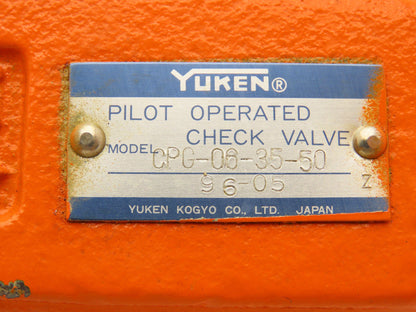 YUKEN®
PILOT OPERATED
CHECK VALVE
MODEL CPG-06-35-50
96-05 Z
YUKEN KOGYO CO., LTD. JAPAN